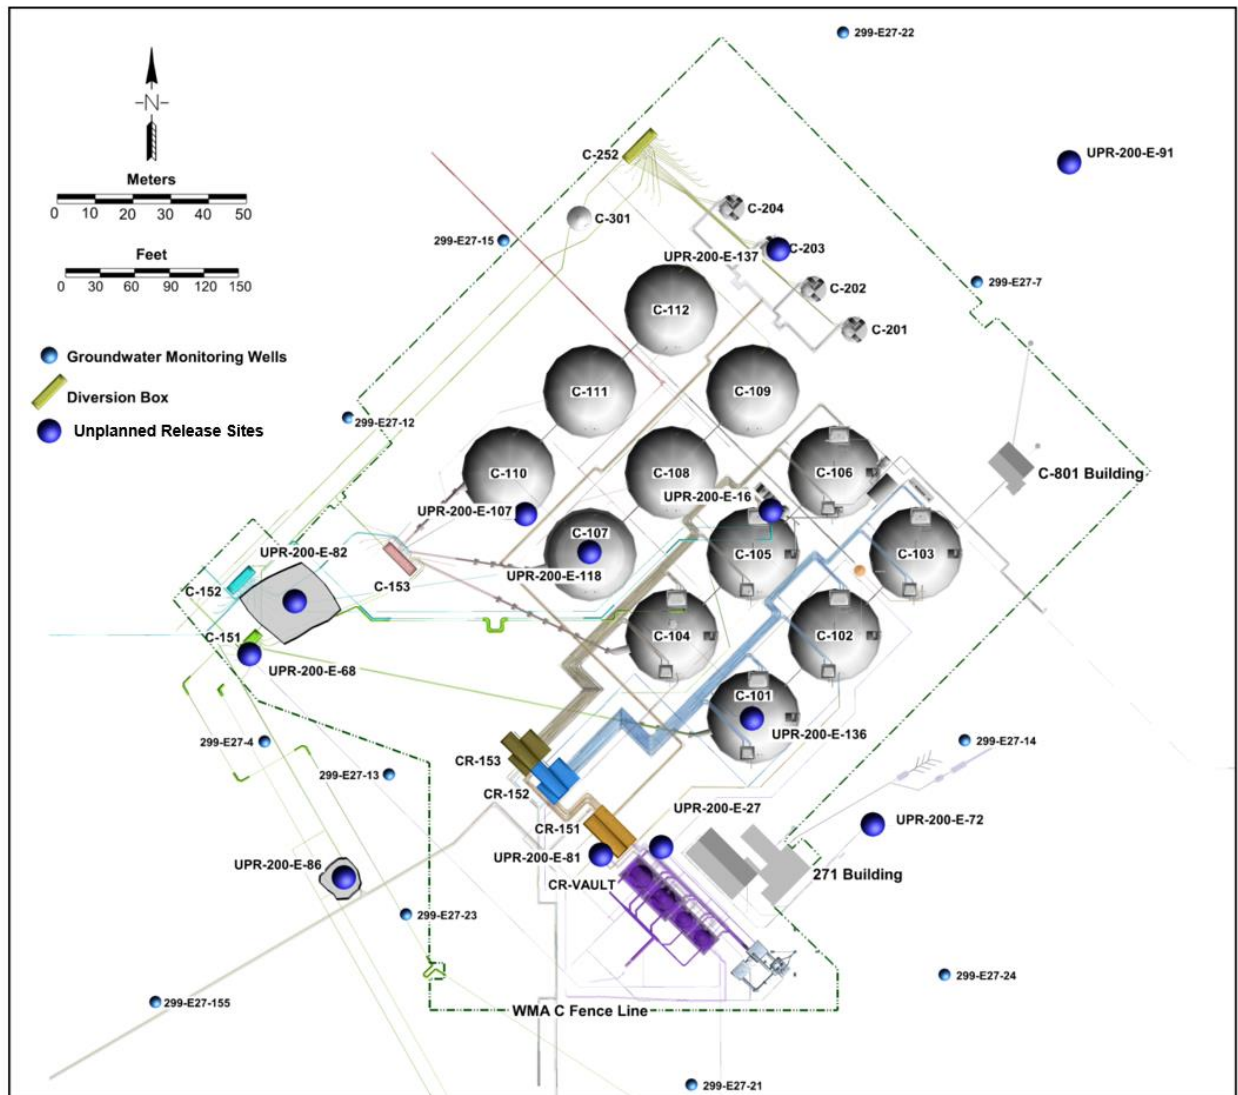 299-E27-22
-N-
UPR-200-E-91
C-252
Meters
0 10 20 30 40 50
C-204
C-301
299-E27-15
C-203
UPR-200-E-137
Feet
0 30 60 90 120 150
299-E27-7
C-202
C-112
C-201
Groundwater Monitoring Wells
C-111
C-109
Diversion Box
299-E27-12
Unplanned Release Sites
C-110
C-108
C-106
C-801 Building
UPR-200-E-16
UPR-200-E-107
C-107
UPR-200-E-82
C-105
C-103
UPR-200-E-118
C-153
C-152
C-151
C-104
C-102
UPR-200-E-68
C-101
UPR-200-E-136
299-E27-4
299-E27-14
CR-153
299-E27-13
CR-152
UPR-200-E-27
UPR-200-E-72
CR-151
UPR-200-E-81
UPR-200-E-86
271 Building
CR-VAULT
299-E27-23
299-E27-24
299-E27-155
WMA C Fence Line
299-E27-21